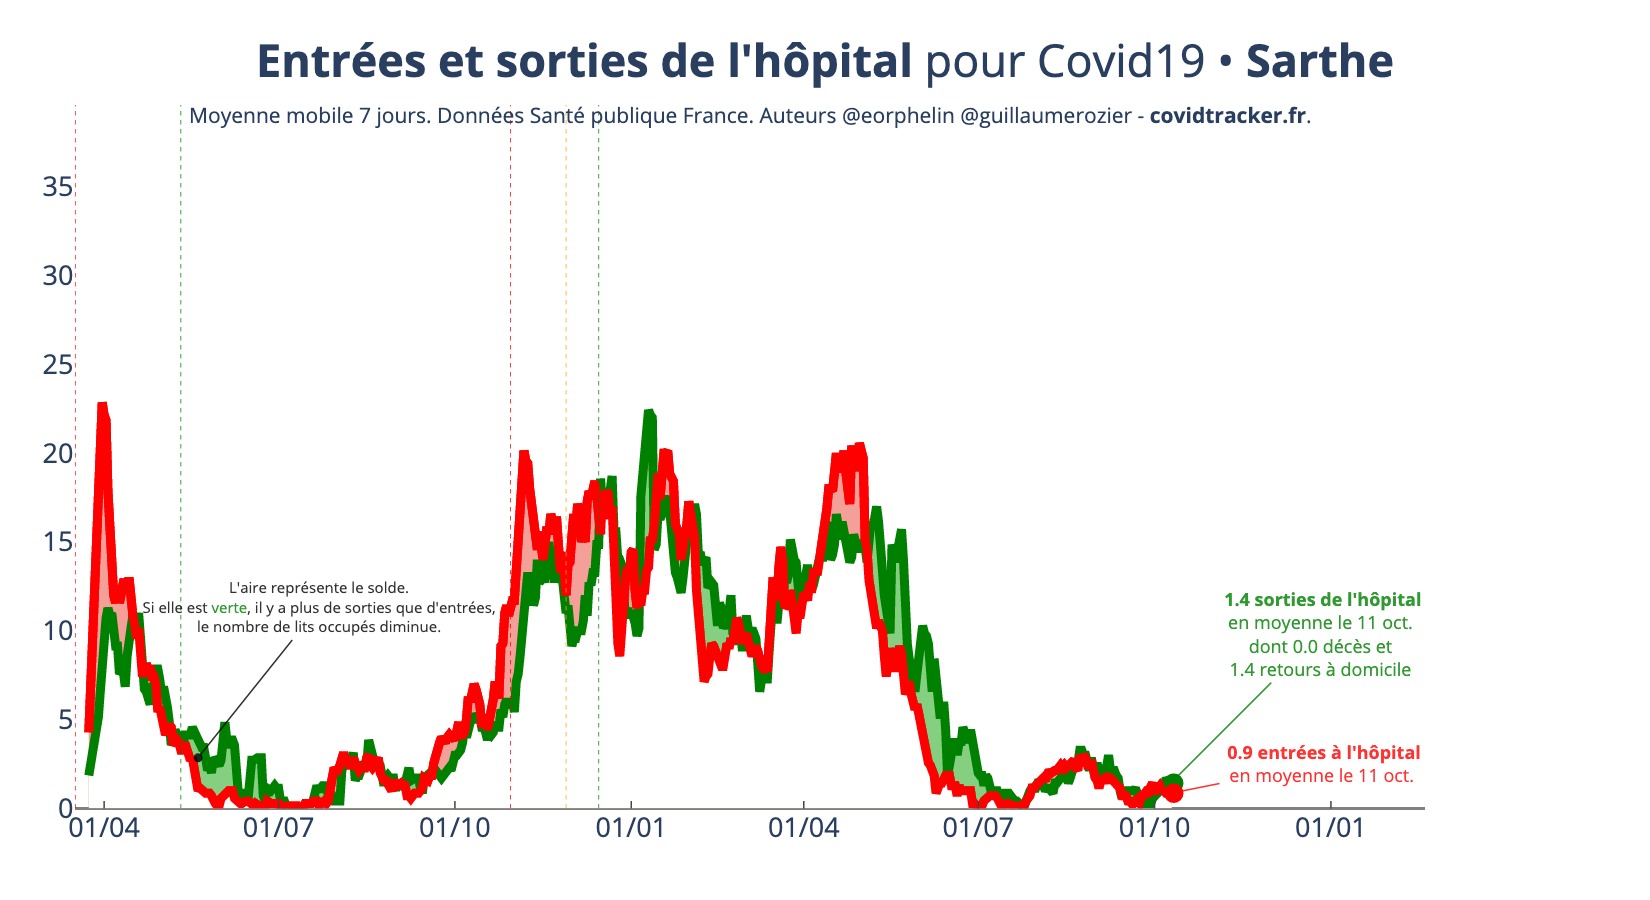 Entrées et sorties de l'hôpital pour Covid19 • Sarthe
Moyenne mobile 7 jours. Données Santé publique France. Auteurs @eorphelin @guillaumerozier - covidtracker.fr.
35
30
25
20
15
10
5
0
L'aire représente le solde.
Si elle est verte, il y a plus de sorties que d'entrées,
le nombre de lits occupés diminue.
1.4 sorties de l'hôpital
en moyenne le 11 oct.
dont 0.0 décès et
1.4 retours à domicile
0.9 entrées à l'hôpital
en moyenne le 11 oct.
01/04 01/07 01/10 01/01 01/04 01/07 01/10 01/01